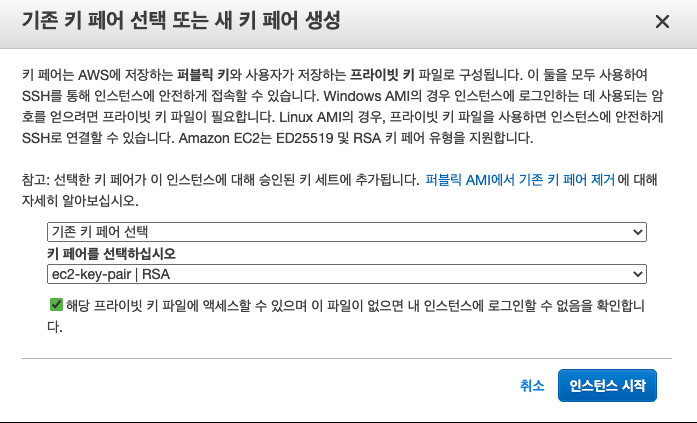 기존 키 페어 선택 또는 새 키 페어 생성
키 페어는 AWS에 저장하는 퍼블릭 키와 사용자가 저장하는 프라이빗 키 파일로 구성됩니다. 이 둘을 모두 사용하여
SSH를 통해 인스턴스에 안전하게 접속할 수 있습니다. Windows AMI의 경우 인스턴스에 로그인하는 데 사용되는 암
호를 얻으려면 프라이빗 키 파일이 필요합니다. Linux AMI의 경우, 프라이빗 키 파일을 사용하면 인스턴스에 안전하게
SSH로 연결할 수 있습니다. Amazon EC2는 ED25519 및 RSA 키 페어 유형을 지원합니다.
참고: 선택한 키 페어가 이 인스턴스에 대해 승인된 키 세트에 추가됩니다. 퍼블릭 AMI에서 기존 키 페어 제거 에 대해
자세히 알아보십시오.
기존 키 페어 선택
키 페어를 선택하십시오
ec2-key-pair | RSA
해당 프라이빗 키 파일에 액세스할 수 있으며 이 파일이 없으면 내 인스턴스에 로그인할 수 없음을 확인합니
다.
취소 인스턴스 시작